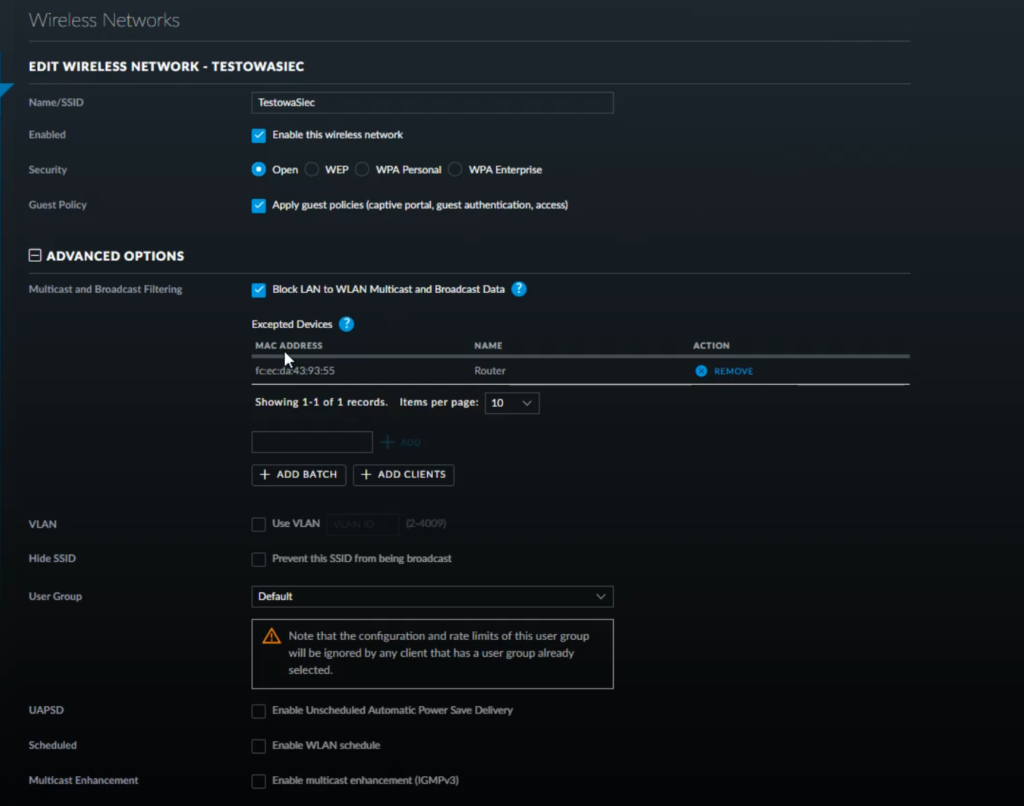 Wireless Networks
EDIT WIRELESS NETWORK - TESTOWASIEC
Name/SSID TestowaSiec
Enabled Enable this wireless network
Security Open WEP WPA Personal WPA Enterprise
Guest Policy Apply guest policies (captive portal, guest authentication, access)
ADVANCED OPTIONS
Multicast and Broadcast Filtering Block LAN to WLAN Multicast and Broadcast Data ?
Excepted Devices ?
MAC ADDRESS NAME ACTION
fc:ec:da:43:93:55 Router REMOVE
Showing 1-1 of 1 records. Items per page: 10
+ ADD
+ ADD BATCH + ADD CLIENTS
VLAN Use VLAN VLAN ID (2-4009)
Hide SSID Prevent this SSID from being broadcast
User Group Default
Note that the configuration and rate limits of this user group
will be ignored by any client that has a user group already
selected.
UAPSD Enable Unscheduled Automatic Power Save Delivery
Scheduled Enable WLAN schedule
Multicast Enhancement Enable multicast enhancement (IGMPv3)